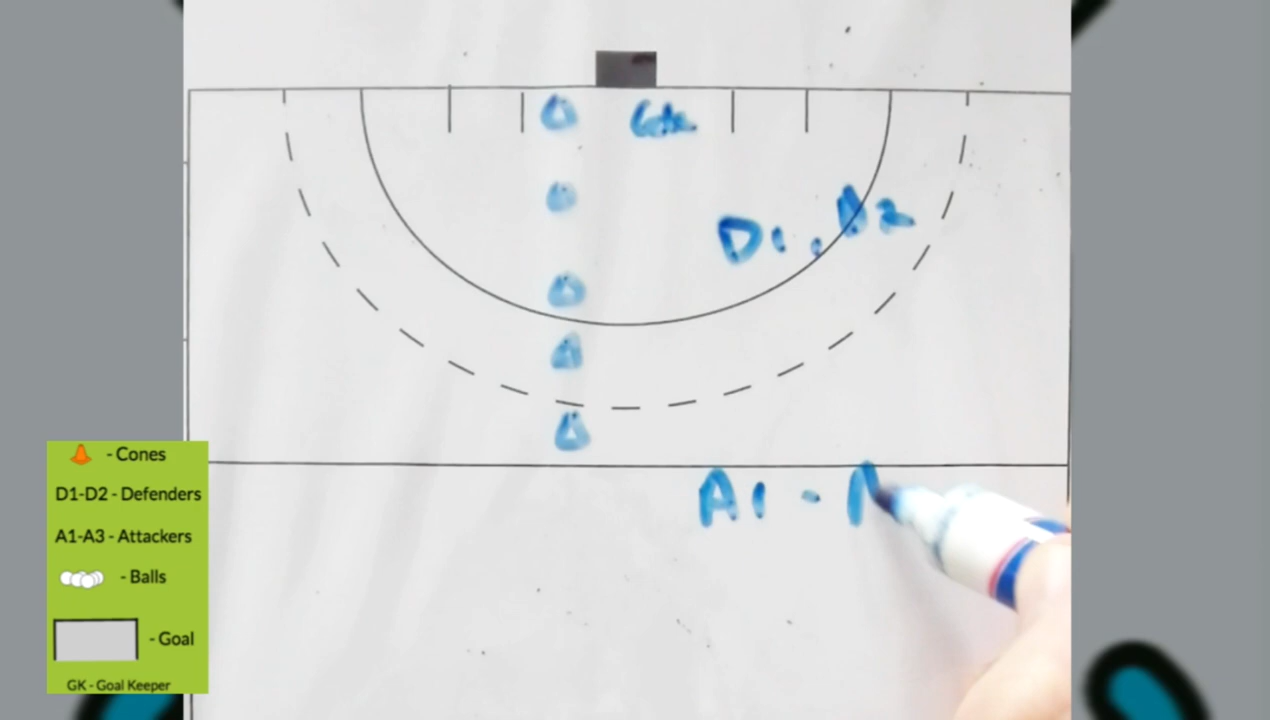 GK
D1, D2
A1 -
- Cones
D1-D2 - Defenders
A1-A3 - Attackers
- Balls
- Goal
GK - Goal Keeper